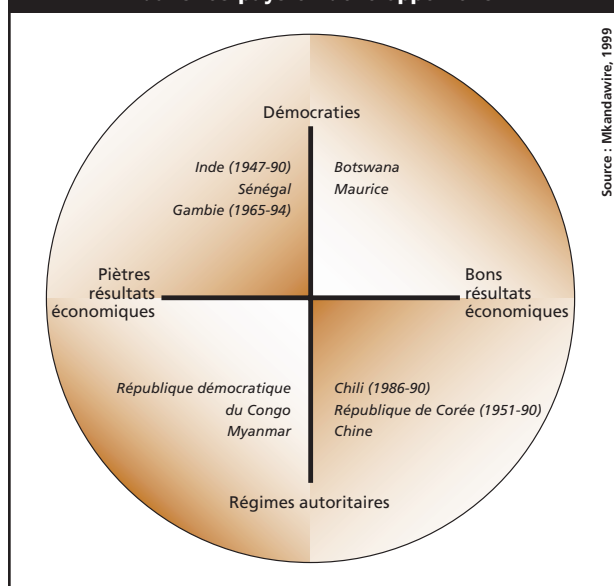 Source : Mkandawire, 1999
Démocraties
Inde (1947-90)
Sénégal
Gambie (1965-94)
Botswana
Maurice
Piètres
résultats
économiques
Bons
résultats
économiques
République démocratique
du Congo
Myanmar
Chili (1986-90)
République de Corée (1951-90)
Chine
Régimes autoritaires